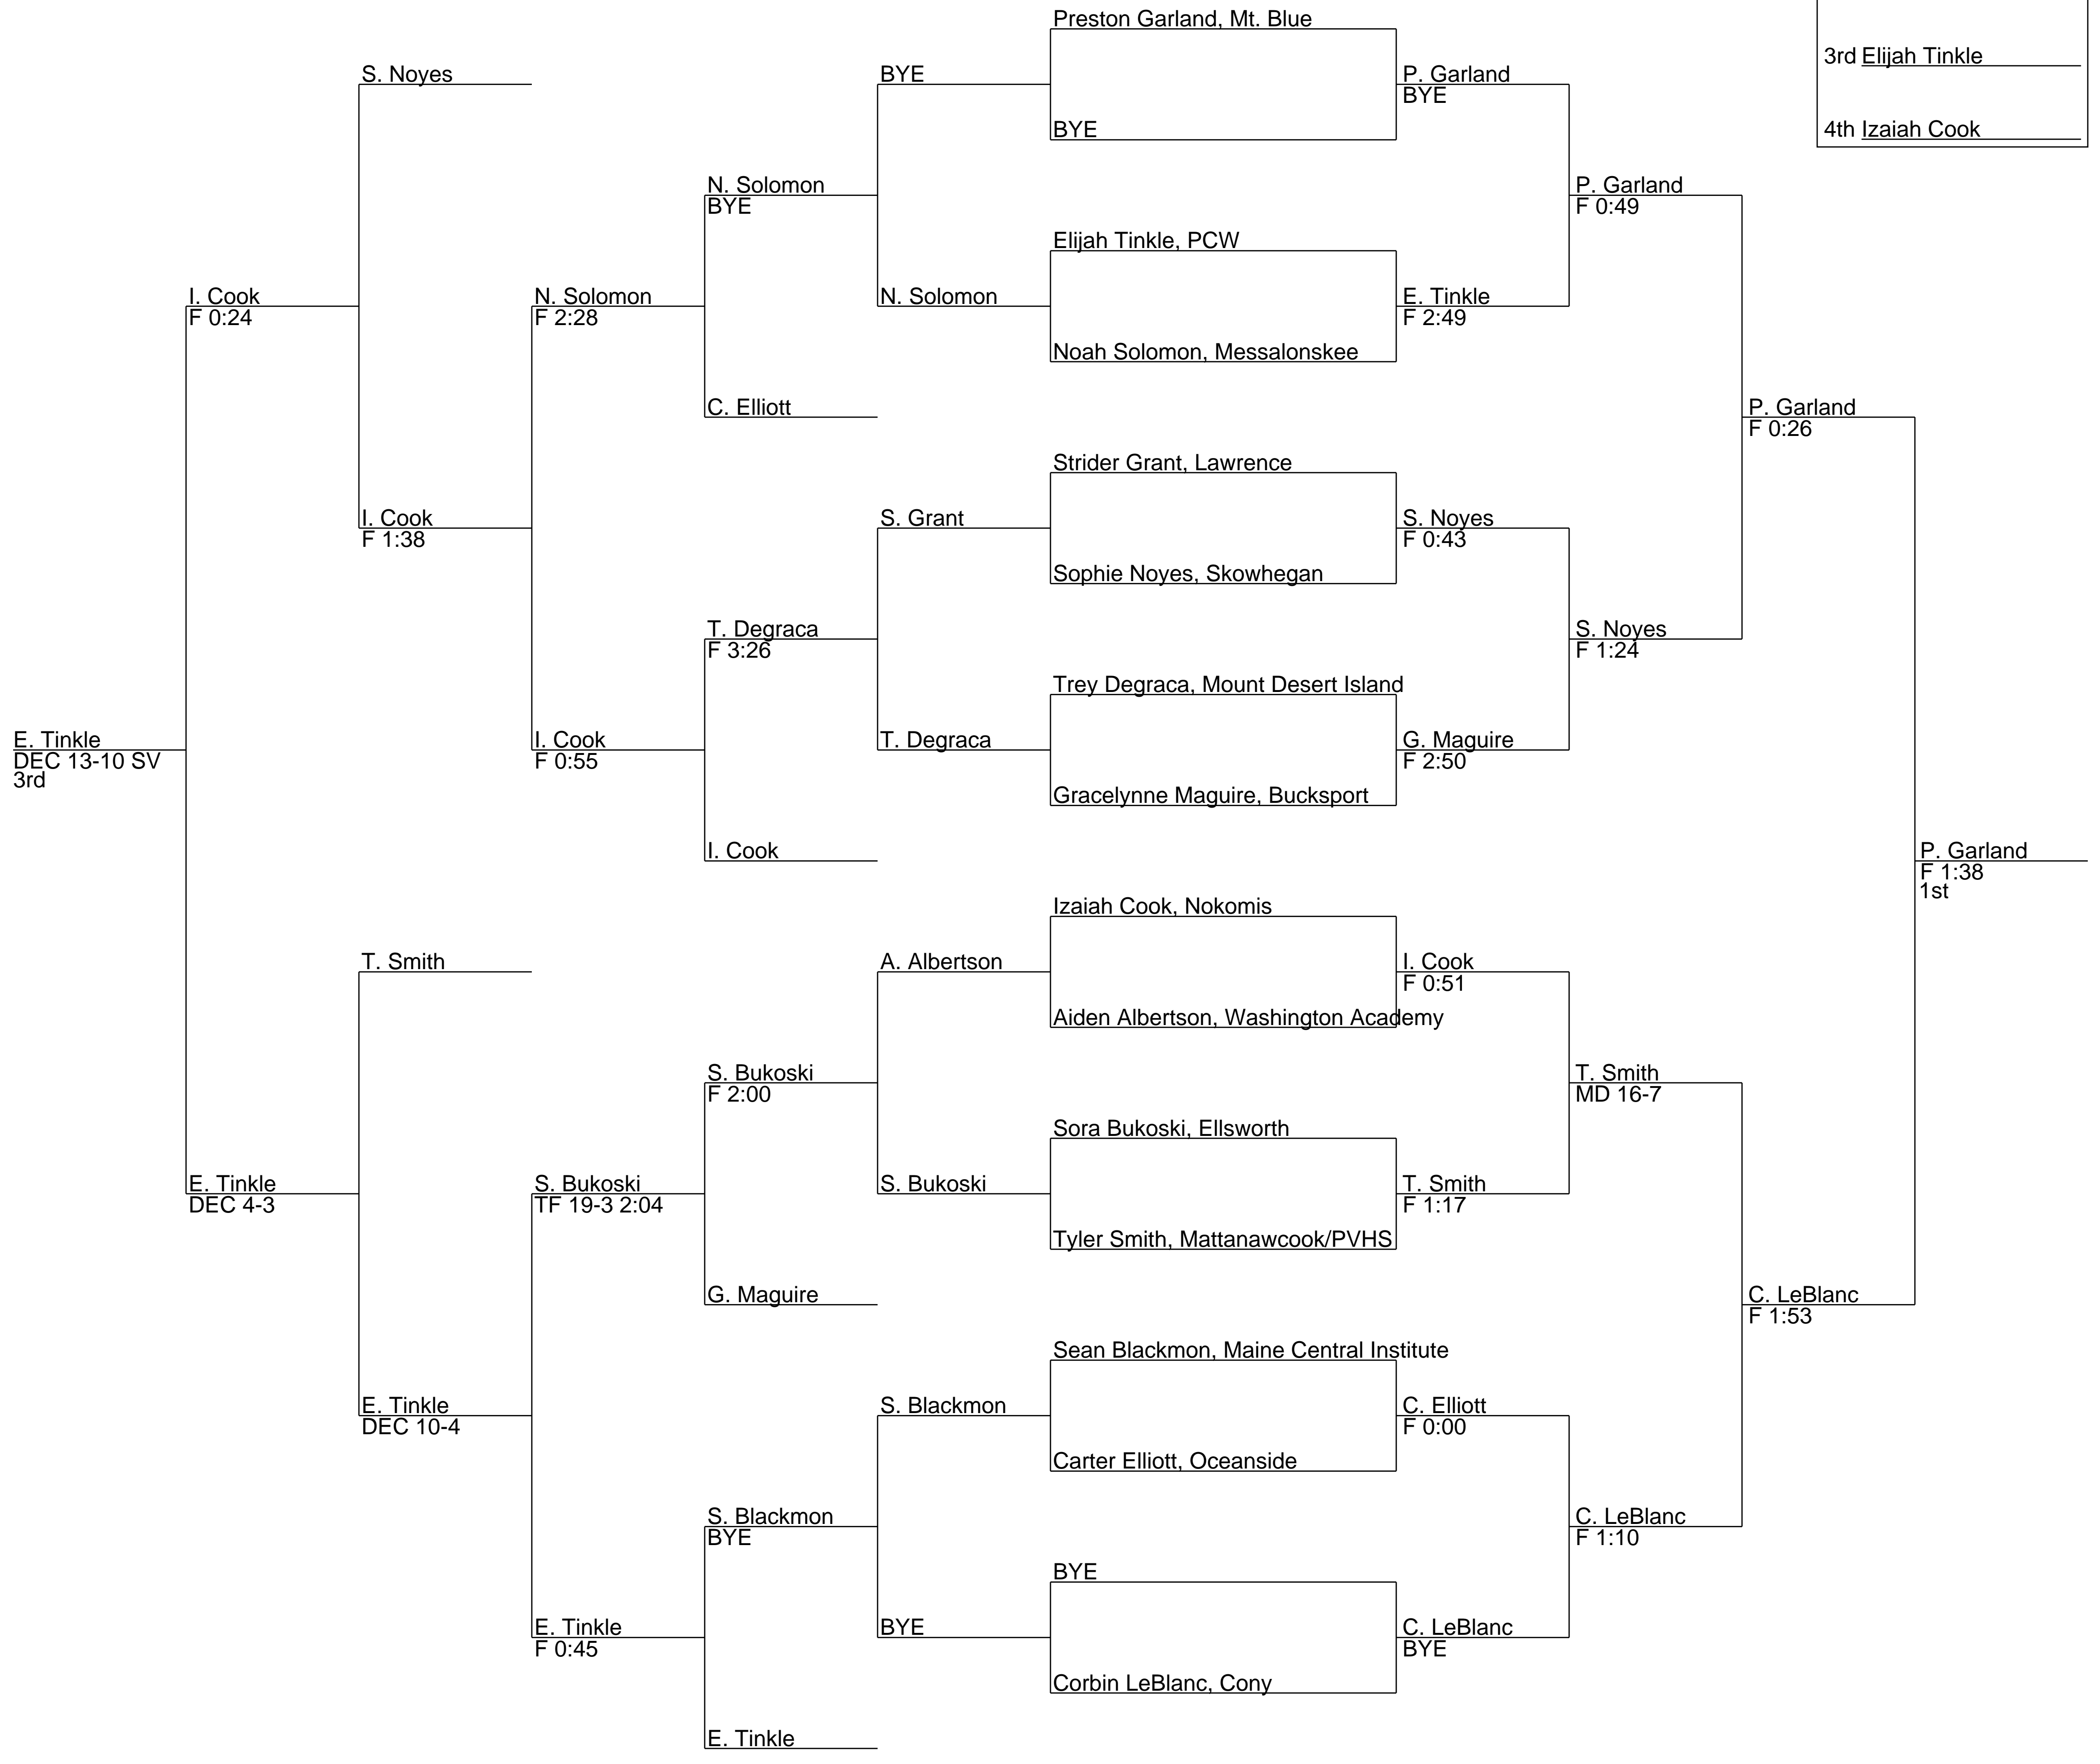 Preston Garland, Mt. Blue
3rd Elijah Tinkle
S. Noyes
BYE
P. Garland
BYE
BYE
4th Izaiah Cook
N. Solomon
BYE
P. Garland
F 0:49
Elijah Tinkle, PCW
I. Cook
F 0:24
N. Solomon
F 2:28
N. Solomon
E. Tinkle
F 2:49
Noah Solomon, Messalonskee
C. Elliott
P. Garland
F 0:26
Strider Grant, Lawrence
I. Cook
F 1:38
S. Grant
S. Noyes
F 0:43
Sophie Noyes, Skowhegan
T. Degraca
F 3:26
S. Noyes
F 1:24
Trey Degraca, Mount Desert Island
E. Tinkle
DEC 13-10 SV
3rd
I. Cook
F 0:55
T. Degraca
G. Maguire
F 2:50
Gracelynne Maguire, Bucksport
I. Cook
P. Garland
F 1:38
1st
Izaiah Cook, Nokomis
T. Smith
A. Albertson
I. Cook
F 0:51
Aiden Albertson, Washington Academy
S. Bukoski
F 2:00
T. Smith
MD 16-7
Sora Bukoski, Ellsworth
E. Tinkle
DEC 4-3
S. Bukoski
TF 19-3 2:04
S. Bukoski
T. Smith
F 1:17
Tyler Smith, Mattanawcook/PVHS
G. Maguire
C. LeBlanc
F 1:53
Sean Blackmon, Maine Central Institute
E. Tinkle
DEC 10-4
S. Blackmon
C. Elliott
F 0:00
Carter Elliott, Oceanside
S. Blackmon
BYE
C. LeBlanc
F 1:10
BYE
E. Tinkle
F 0:45
BYE
C. LeBlanc
BYE
Corbin LeBlanc, Cony
E. Tinkle